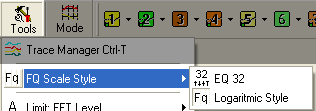 Tools Mode 1 2 6 4 5
Trace Manager Ctrl-T
Fq FQ Scale Style
32 EQ 32
Fq Logaritmic Style
A Limit FFT Level